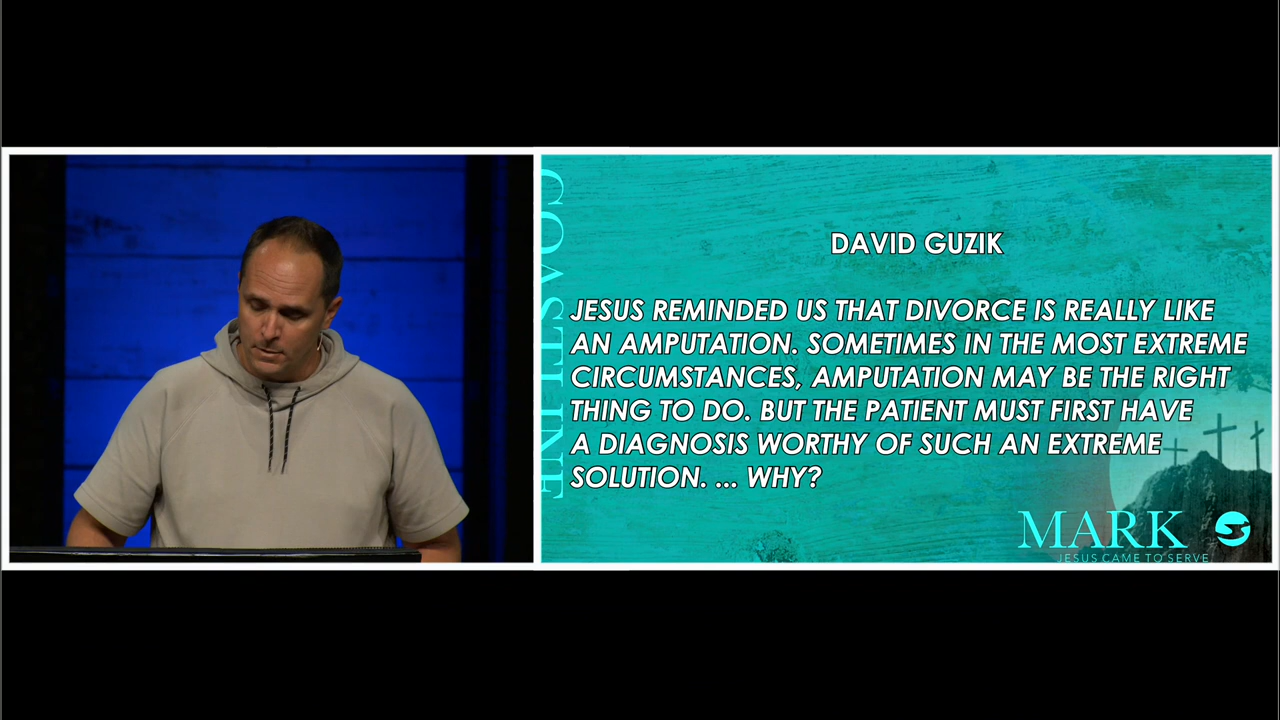 COASTLINE
DAVID GUZIK
JESUS REMINDED US THAT DIVORCE IS REALLY LIKE
AN AMPUTATION. SOMETIMES IN THE MOST EXTREME
CIRCUMSTANCES, AMPUTATION MAY BE THE RIGHT
THING TO DO. BUT THE PATIENT MUST FIRST HAVE
A DIAGNOSIS WORTHY OF SUCH AN EXTREME
SOLUTION. ... WHY?
MARK
JESUS CAME TO SERVE